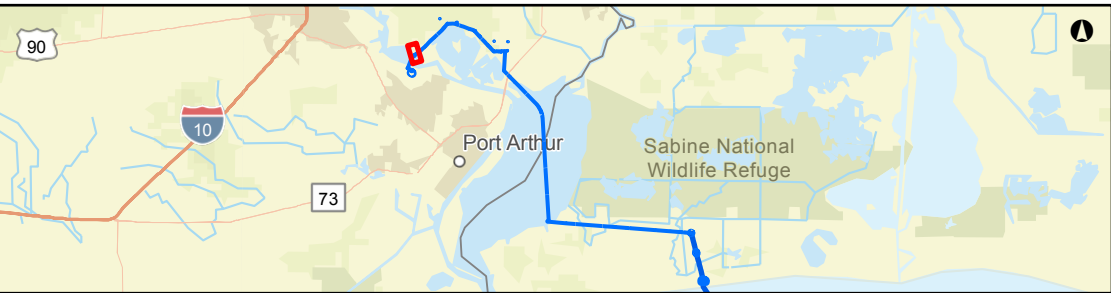 90
10
Port Arthur
Sabine National
Wildlife Refuge
73